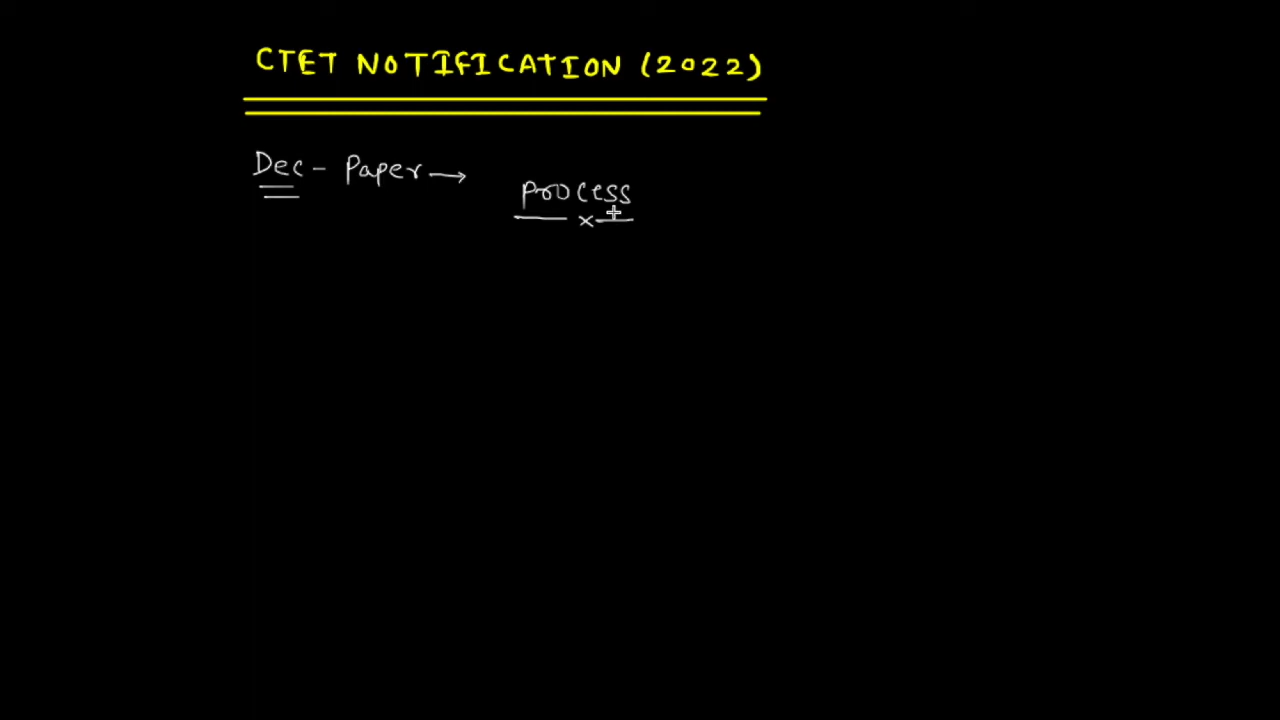 CTET NOTIFICATION (2022)
Dec - Paper →
Process
×